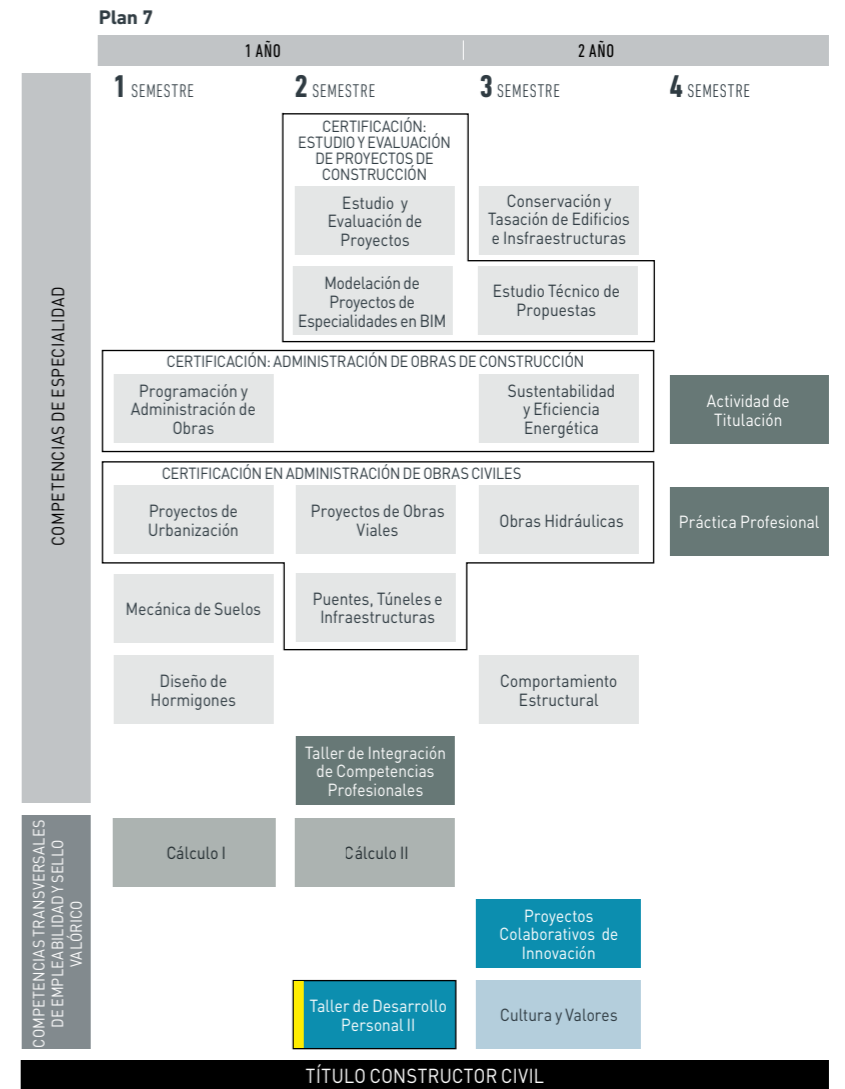 Plan 7
1 AÑO
2 AÑO
1 SEMESTRE
2 SEMESTRE
3 SEMESTRE
4 SEMESTRE
COMPETENCIAS DE ESPECIALIDAD
CERTIFICACIÓN:
ESTUDIO Y EVALUACIÓN
DE PROYECTOS DE
CONSTRUCCIÓN
Estudio y
Evaluación de
Proyectos
Conservación y
Tasación de Edificios
e Insfraestructuras
Modelación de
Proyectos de
Especialidades en BIM
Estudio Técnico de
Propuestas
CERTIFICACIÓN: ADMINISTRACIÓN DE OBRAS DE CONSTRUCCIÓN
Programación y
Administración de
Obras
Sustentabilidad
y Eficiencia
Energética
Actividad de
Titulación
CERTIFICACIÓN EN ADMINISTRACIÓN DE OBRAS CIVILES
Proyectos de
Urbanización
Proyectos de Obras
Viales
Obras Hidráulicas
Práctica Profesional
Mecánica de Suelos
Puentes, Túneles e
Infraestructuras
Diseño de
Hormigones
Comportamiento
Estructural
Taller de Integración
de Competencias
Profesionales
COMPETENCIAS TRANSVERSALES
DE EMPLEABILIDAD Y SELLO
VALÓRICO
Cálculo I
Cálculo II
Proyectos
Colaborativos de
Innovación
Taller de Desarrollo
Personal II
Cultura y Valores
TÍTULO CONSTRUCTOR CIVIL